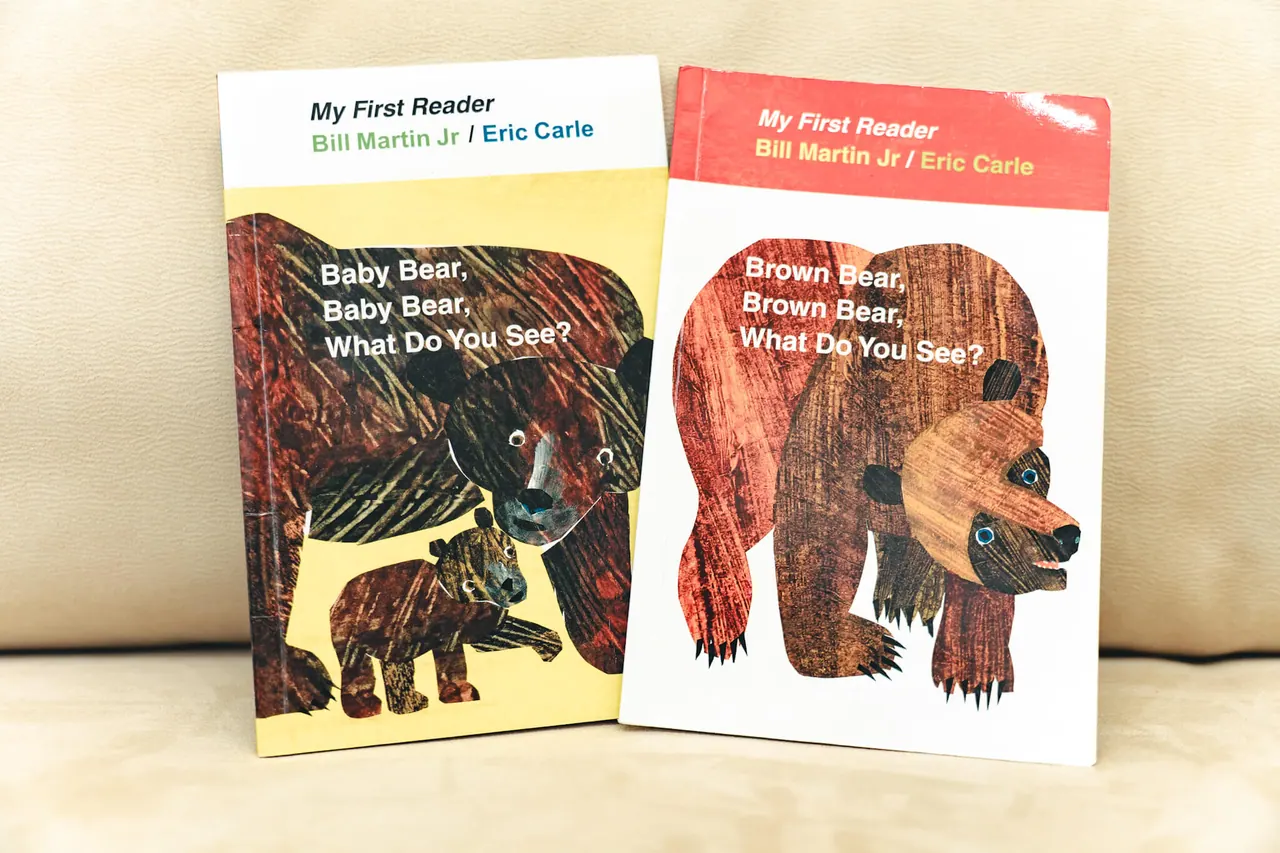 My First Reader
Bill Martin Jr / Eric Carle
Baby Bear,
Baby Bear,
What Do You See?
My First Reader
Bill Martin Jr / Eric Carle
Brown Bear,
Brown Bear,
What Do You See?